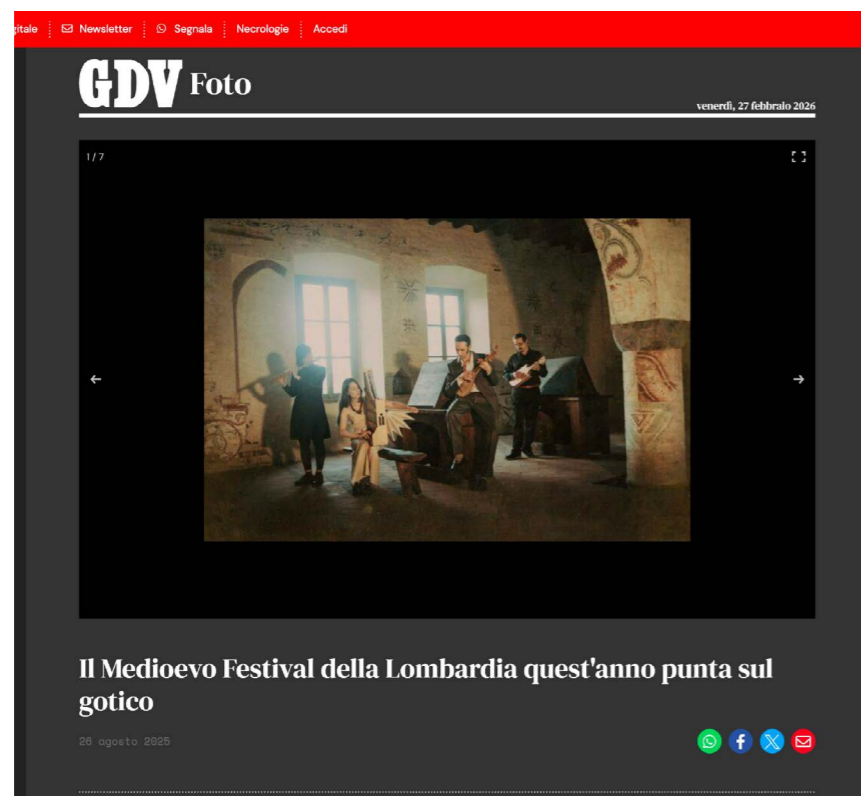 Newsletter Segnala Necrologie Accedi
GDV Foto
venerdì, 27 febbraio 2026
1/7
Il Medioevo Festival della Lombardia quest'anno punta sul
gotico
26 agosto 2025